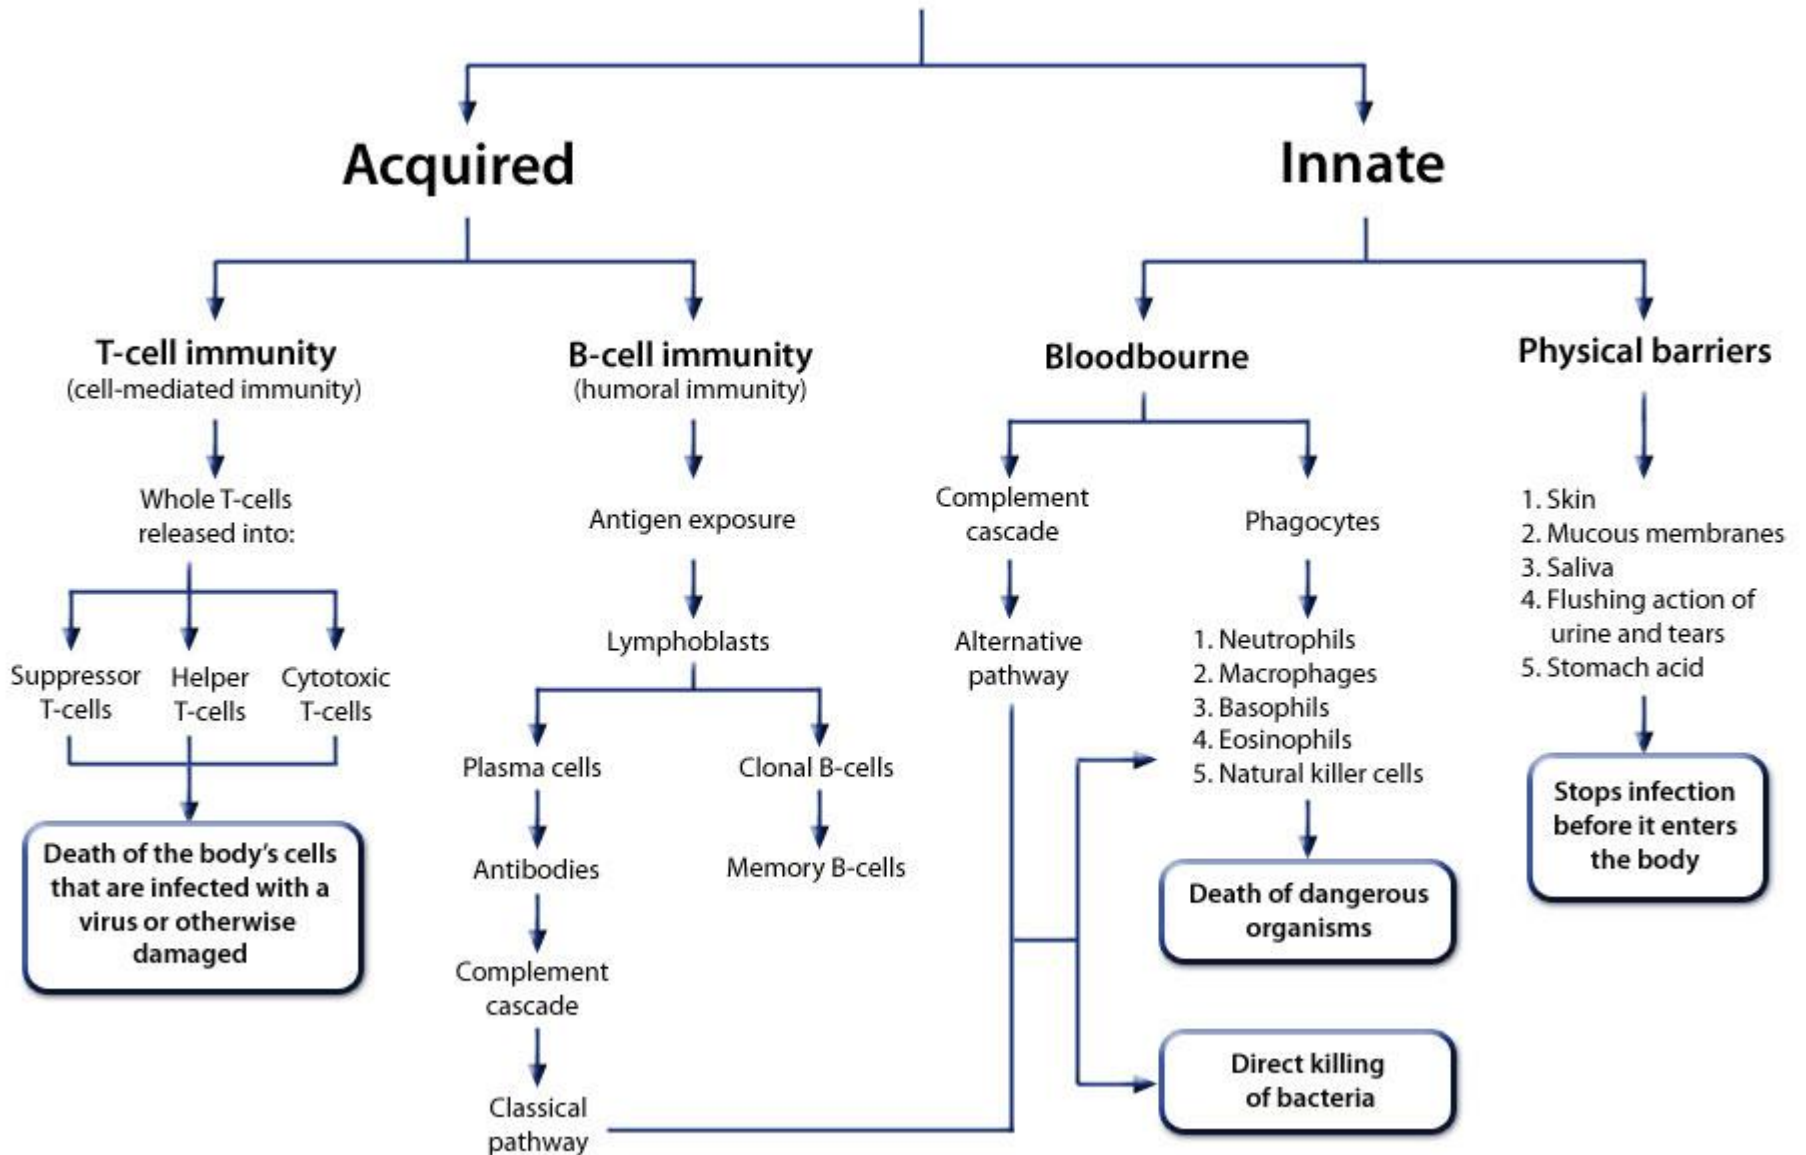 Acquired
Innate
T-cell immunity
(cell-mediated immunity)
B-cell immunity
(humoral immunity)
Bloodbourne
Physical barriers
Whole T-cells
released into:
Antigen exposure
Complement
cascade
Phagocytes
1. Skin
2. Mucous membranes
3. Saliva
4. Flushing action of
urine and tears
5. Stomach acid
Suppressor
T-cells
Helper
T-cells
Cytotoxic
T-cells
Lymphoblasts
Alternative
pathway
1. Neutrophils
2. Macrophages
3. Basophils
4. Eosinophils
5. Natural killer cells
Plasma cells
Clonal B-cells
Stops infection
before it enters
the body
Death of the body's cells
that are infected with a
virus or otherwise
damaged
Antibodies
Memory B-cells
Death of dangerous
organisms
Complement
cascade
Direct killing
of bacteria
Classical
pathway